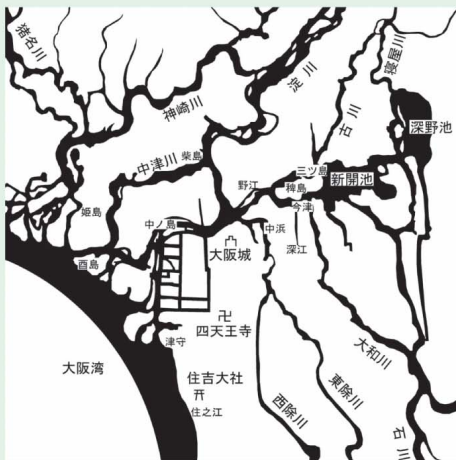 猪名川
神崎川
淀川
古川
寝屋川
深野池
中津川
柴島
三ツ島
新開池
野江
稗島
今津
姫島
中ノ島
中浜
大阪城
深江
酉島
四天王寺
津守
大阪湾
住吉大社
住之江
西除川
東除川
大和川
石川